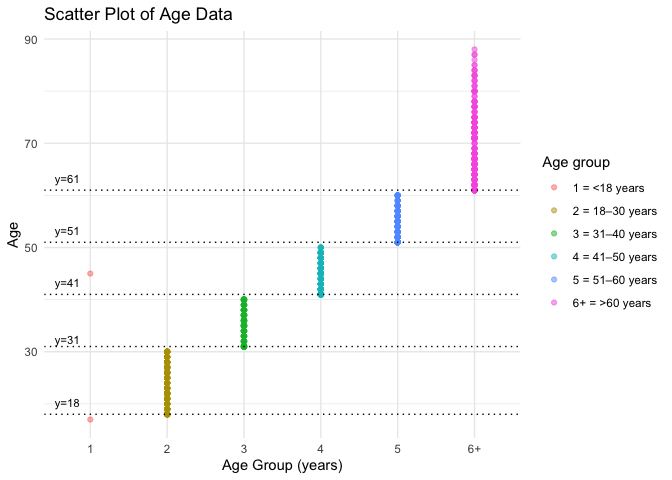 Scatter Plot of Age Data
90
70
50
30
Age
y=61
y=51
y=41
y=31
y=18
1 2 3 4 5 6+
Age Group (years)
Age group
1 = <18 years
2 = 18–30 years
3 = 31–40 years
4 = 41–50 years
5 = 51–60 years
6+ = >60 years